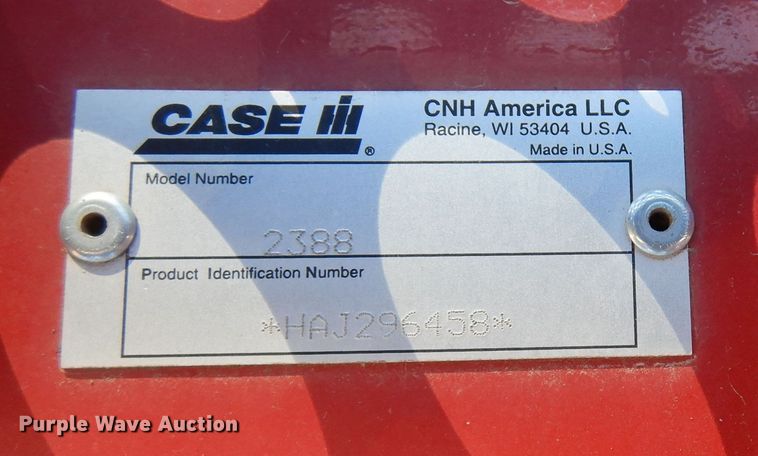 CASE IH ®
CNH America LLC
Racine, WI 53404 U.S.A.
Made in U.S.A.
Model Number
2388
Product Identification Number
*HAJ296458*
Purple Wave Auction